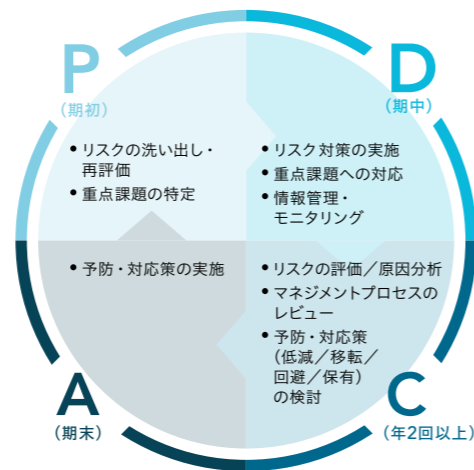 P
(期初)
• リスクの洗い出し・
再評価
• 重点課題の特定
D
(期中)
• リスク対策の実施
• 重点課題への対応
• 情報管理・
モニタリング
• リスクの評価／原因分析
• マネジメントプロセスの
レビュー
• 予防・対応策
(低減／移転／
回避／保有)
の検討
C
(年2回以上)
• 予防・対応策の実施
A
(期末)